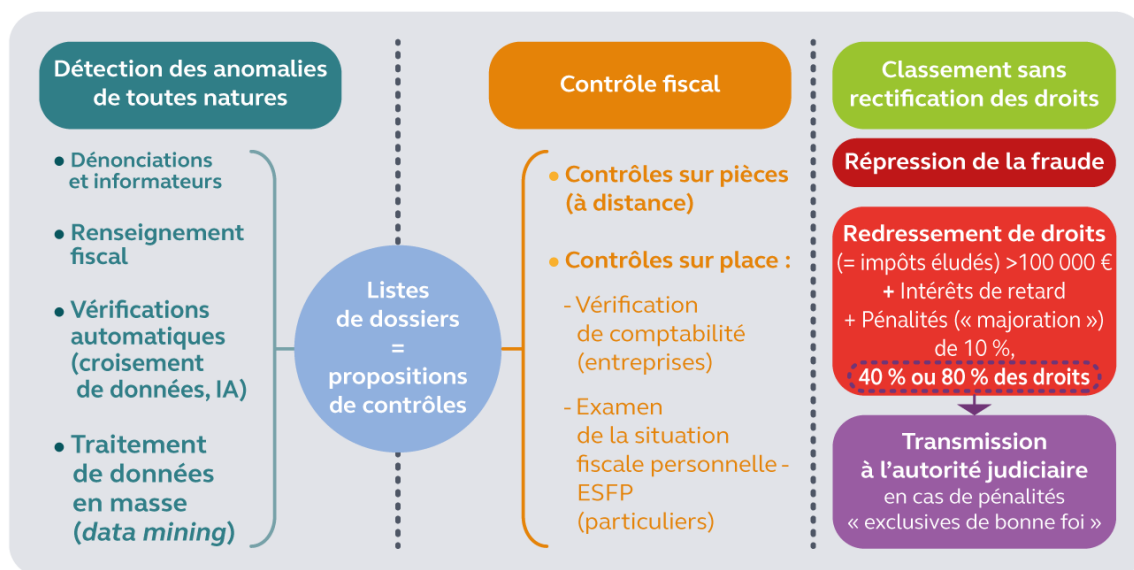 Détection des anomalies
de toutes natures
• Dénonciations
et informateurs
• Renseignement
fiscal
• Vérifications
automatiques
(croisement
de données, IA)
• Traitement
de données
en masse
(data mining)
Listes
de dossiers
=
propositions
de contrôles
Contrôle fiscal
• Contrôles sur pièces
(à distance)
• Contrôles sur place :
- Vérification
de comptabilité
(entreprises)
- Examen
de la situation
fiscale personnelle -
ESFP
(particuliers)
Classement sans
rectification des droits
Répression de la fraude
Redressement de droits
(= impôts éludés) >100 000 €
+ Intérêts de retard
+ Pénalités (« majoration »)
de 10 %,
40 % ou 80 % des droits
Transmission
à l’autorité judiciaire
en cas de pénalités
« exclusives de bonne foi »